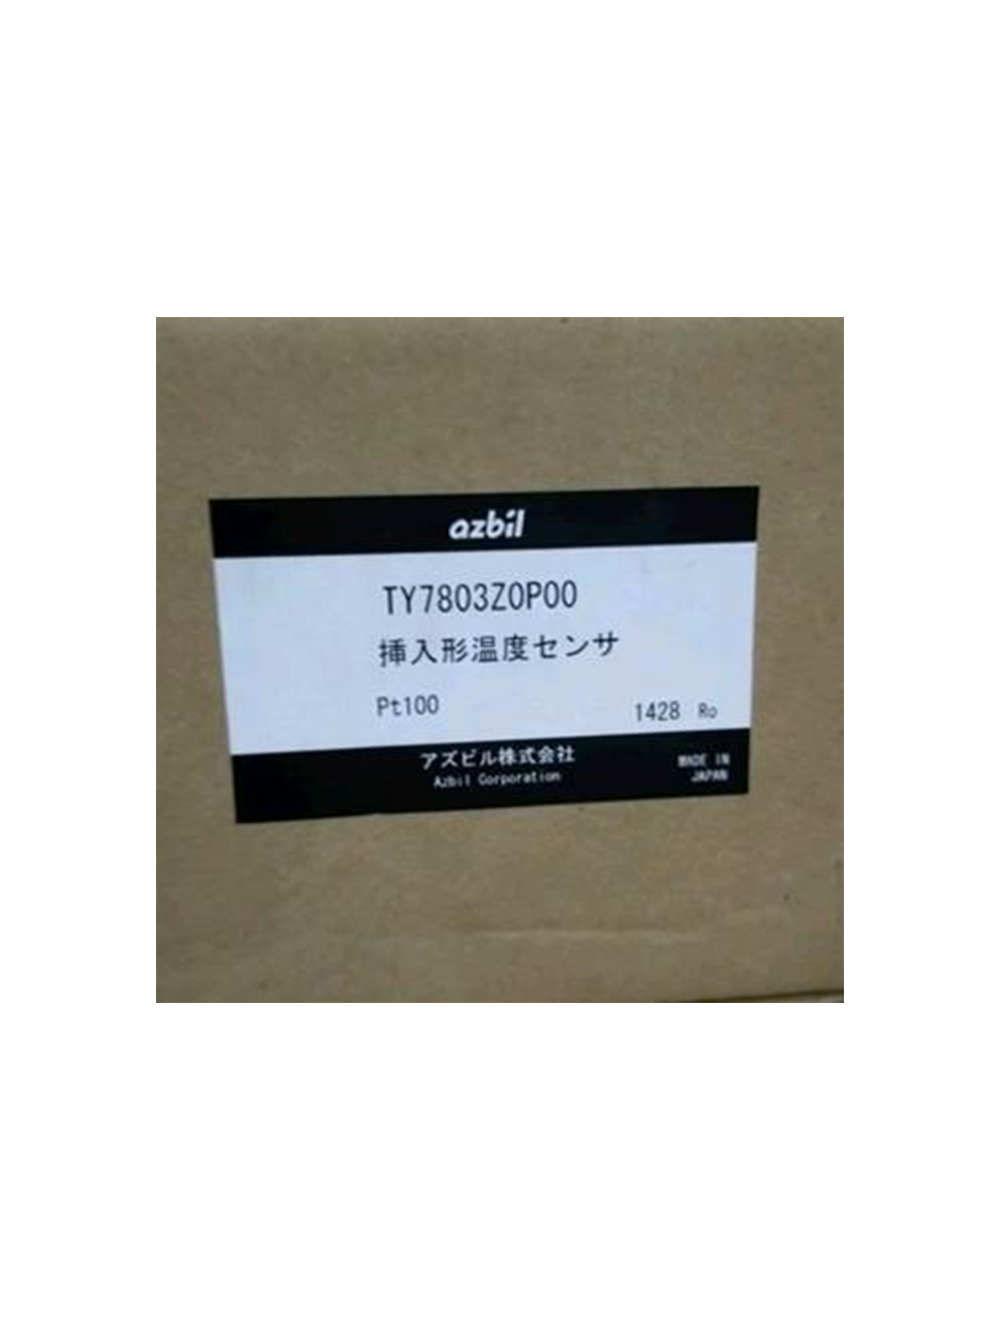 azbil
TY7803Z0P00
挿入形温度センサ
Pt100
1428 Ro
アズビル株式会社
Azbil Corporation
MADE IN
JAPAN